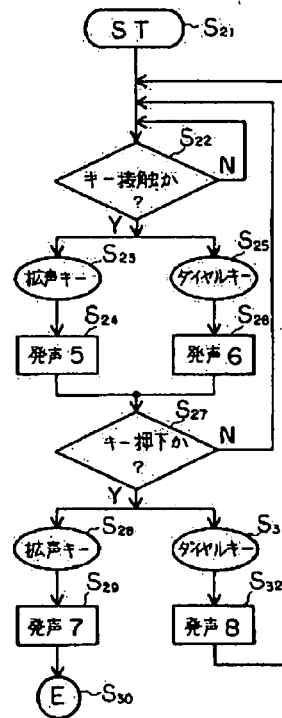 ST S21
S22
キー接触か N
?
Y
S23 S25
拡声キー ダイヤルキー
S24 S26
発声5 発声6
S27
キー押下か N
?
Y
S28 S3
拡声キー ダイヤルキー
S29 S32
発声7 発声8
E S30